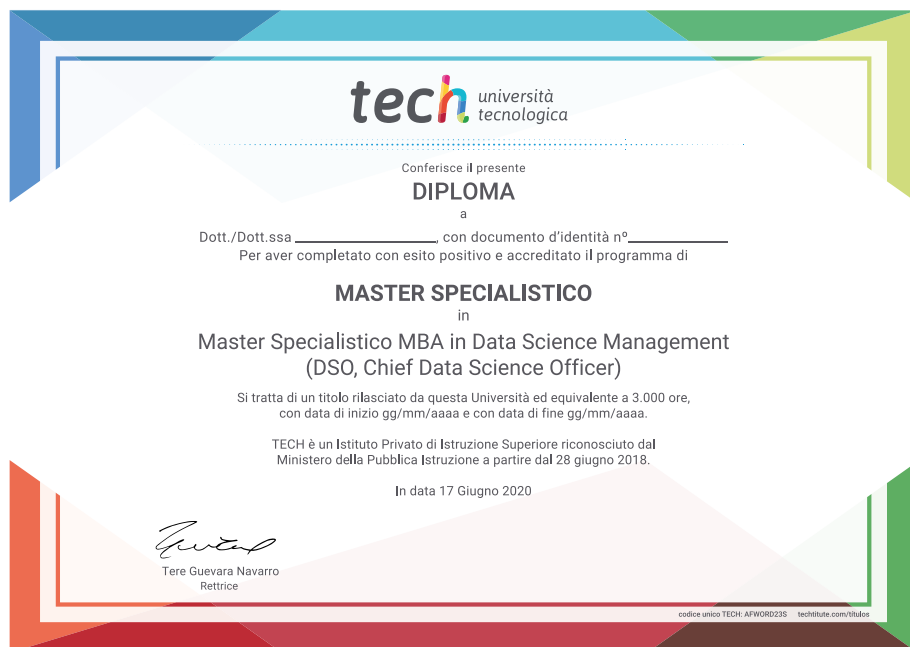 tech università
tecnologica
Conferisce il presente
DIPLOMA
a
Dott./Dott.ssa ________________, con documento d'identità nº____________
Per aver completato con esito positivo e accreditato il programma di
MASTER SPECIALISTICO
in
Master Specialistico MBA in Data Science Management
(DSO, Chief Data Science Officer)
Si tratta di un titolo rilasciato da questa Università ed equivalente a 3.000 ore,
con data di inizio gg/mm/aaaa e con data di fine gg/mm/aaaa.
TECH è un Istituto Privato di Istruzione Superiore riconosciuto dal
Ministero della Pubblica Istruzione a partire dal 28 giugno 2018.
In data 17 Giugno 2020
Tere Guevara Navarro
Rettrice
codice unico TECH: AFWORD23S techtitute.com/titulos